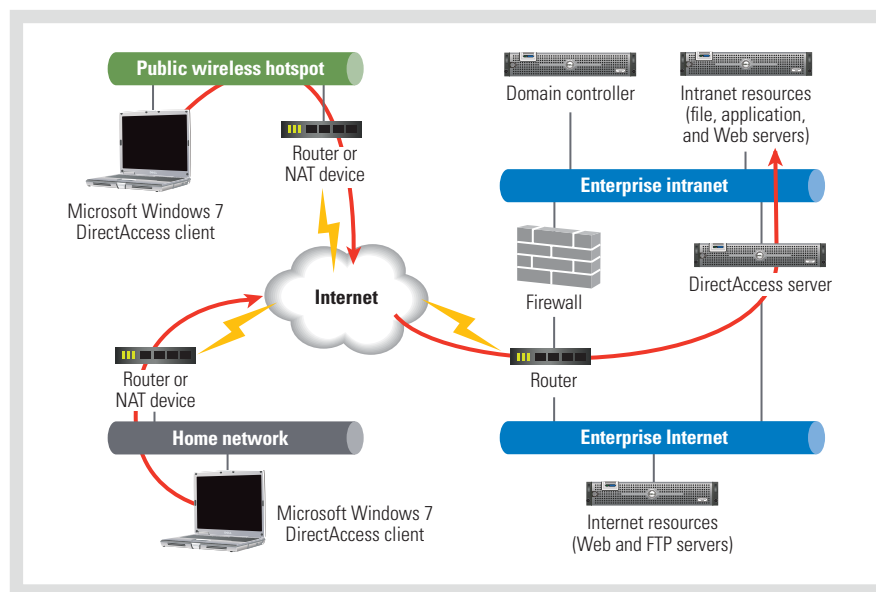 Public wireless hotspot
Router or
NAT device
Microsoft Windows 7
DirectAccess client
Domain controller
Intranet resources
(file, application,
and Web servers)
Enterprise intranet
Firewall
DirectAccess server
Internet
Router
Router or
NAT device
Home network
Microsoft Windows 7
DirectAccess client
Enterprise Internet
Internet resources
(Web and FTP servers)